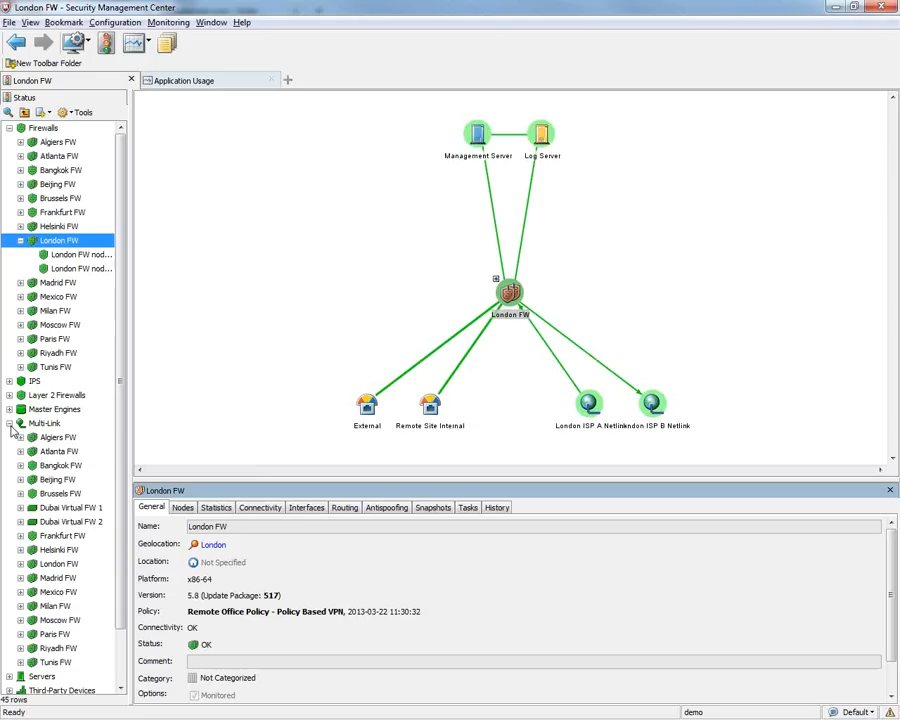 London FW - Security Management Center
File View Bookmark Configuration Monitoring Window Help
New Toolbar Folder
London FW
Application Usage
Status
Tools
Firewalls
Algiers FW
Atlanta FW
Bangkok FW
Beijing FW
Brussels FW
Frankfurt FW
Helsinki FW
London FW
London FW nod...
London FW nod...
Madrid FW
Mexico FW
Milan FW
Moscow FW
Paris FW
Riyadh FW
Tunis FW
IPS
Layer 2 Firewalls
Master Engines
Multi-Link
Algiers FW
Atlanta FW
Bangkok FW
Beijing FW
Brussels FW
Dubai Virtual FW 1
Dubai Virtual FW 2
Frankfurt FW
Helsinki FW
London FW
Madrid FW
Mexico FW
Milan FW
Moscow FW
Paris FW
Riyadh FW
Tunis FW
Servers
Third-Party Devices
45 rows
Management Server
Log Server
London FW
External
Remote Site Internal
London ISP A Netlink
ndon ISP B Netlink
London FW
General Nodes Statistics Connectivity Interfaces Routing Antispoofing Snapshots Tasks History
Name: London FW
Geolocation: London
Location: Not Specified
Platform: x86-64
Version: 5.8 (Update Package: 517)
Policy: Remote Office Policy - Policy Based VPN, 2013-03-22 11:30:32
Connectivity: OK
Status: OK
Comment:
Category: Not Categorized
Options: Monitored
Ready
demo
Default